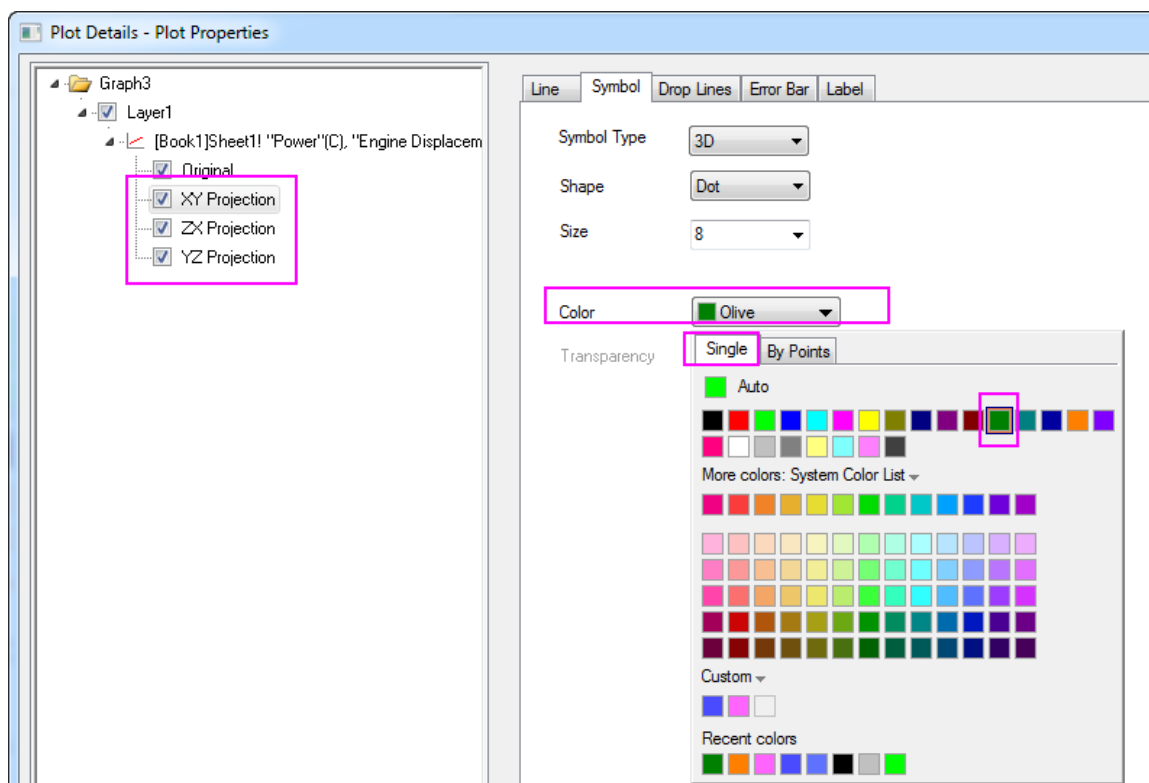 Plot Details - Plot Properties
Graph3
Layer1
[Book1]Sheet1! "Power"(C), "Engine Displacem
Original
XY Projection
ZX Projection
YZ Projection
Line Symbol Drop Lines Error Bar Label
Symbol Type 3D
Shape Dot
Size 8
Color Olive
Transparency
Single By Points
Auto
More colors: System Color List
Custom
Recent colors